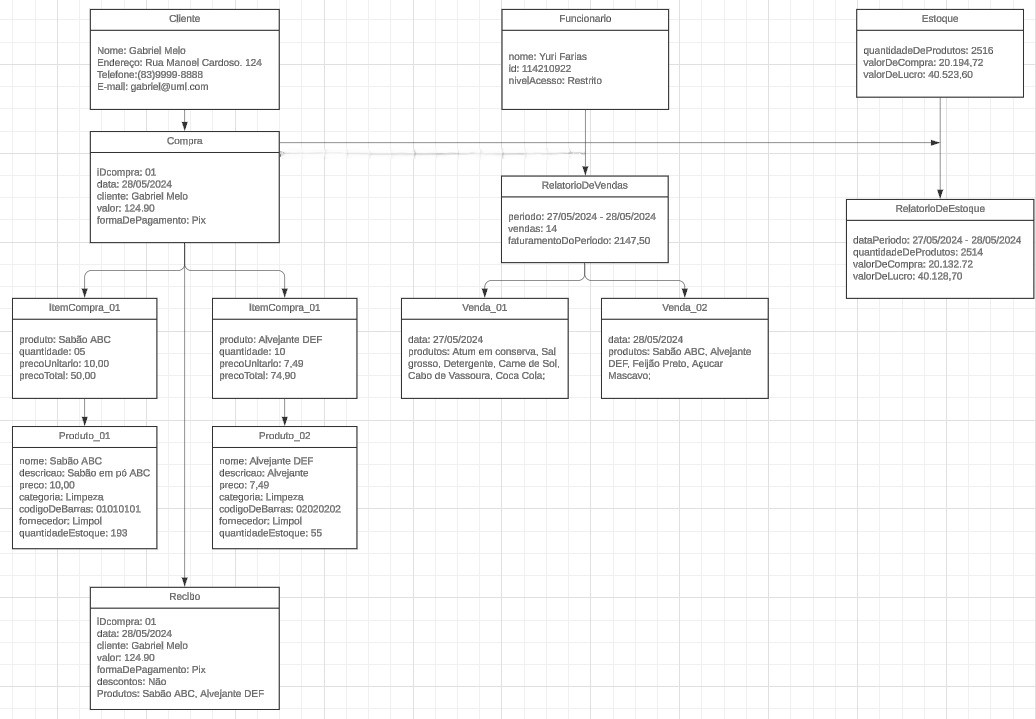 Cliente
Nome: Gabriel Melo
Endereço: Rua Manoel Cardoso. 124
Telefone:(83)9999-8888
E-mail: gabriel@uml.com
Funcionario
nome: Yuri Farias
id: 114210922
nivelAcesso: Restrito
Estoque
quantidadeDeProdutos: 2516
valorDeCompra: 20.194,72
valorDeLucro: 40.523,60
Compra
IDcompra: 01
data: 28/05/2024
cliente: Gabriel Melo
valor: 124.90
formaDePagamento: Pix
RelatorioDeVendas
periodo: 27/05/2024 - 28/05/2024
vendas: 14
faturamentoDoPeriodo: 2147,50
RelatorioDeEstoque
dataPeriodo: 27/05/2024 - 28/05/2024
quantidadeDeProdutos: 2514
valorDeCompra: 20.132.72
valorDeLucro: 40.128,70
ItemCompra_01
produto: Sabão ABC
quantidade: 05
precoUnitario: 10,00
precoTotal: 50,00
ItemCompra_01
produto: Alvejante DEF
quantidade: 10
precoUnitario: 7,49
precoTotal: 74,90
Venda_01
data: 27/05/2024
produtos: Atum em conserva, Sal
grosso, Detergente, Carne de Sol,
Cabo de Vassoura, Coca Cola;
Venda_02
data: 28/05/2024
produtos: Sabão ABC, Alvejante
DEF, Feijão Preto, Açucar
Mascavo;
Produto_01
nome: Sabão ABC
descricao: Sabão em pó ABC
preco: 10,00
categoria: Limpeza
codigoDeBarras: 01010101
fornecedor: Limpol
quantidadeEstoque: 193
Produto_02
nome: Alvejante DEF
descricao: Alvejante
preco: 7,49
categoria: Limpeza
codigoDeBarras: 02020202
fornecedor: Limpol
quantidadeEstoque: 55
Recibo
IDcompra: 01
data: 28/05/2024
cliente: Gabriel Melo
valor: 124.90
formaDePagamento: Pix
descontos: Não
Produtos: Sabão ABC, Alvejante DEF